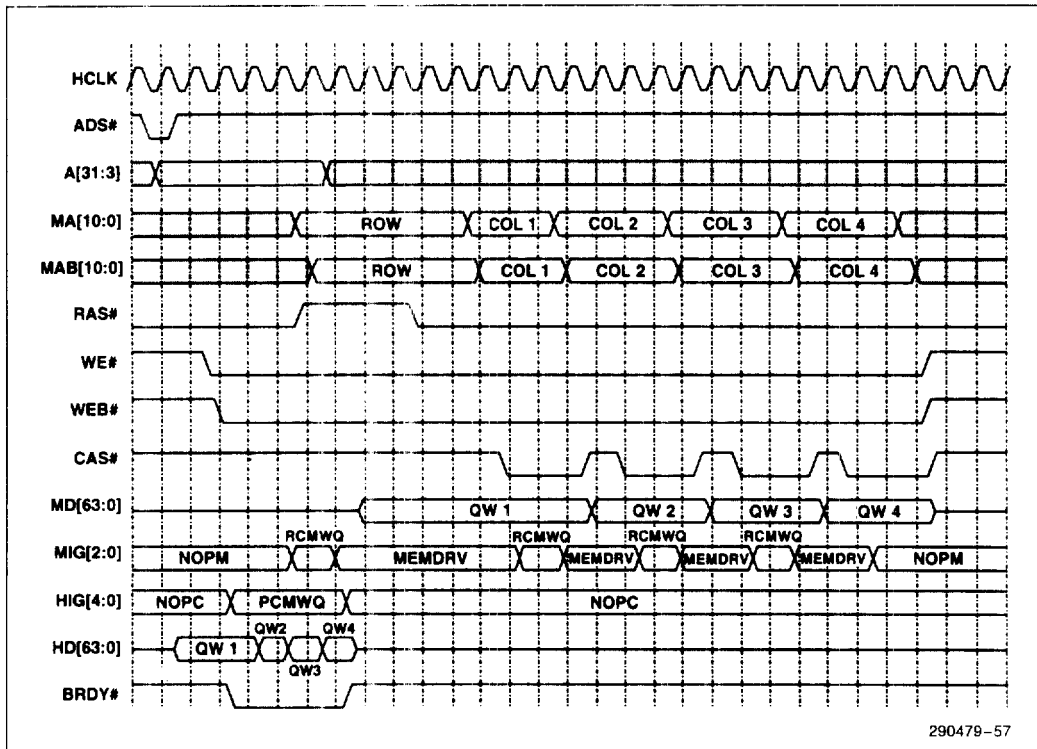 HCLK
ADS#
A[31:3]
MA[10:0] ROW COL 1 COL 2 COL 3 COL 4
MAB[10:0] ROW COL 1 COL 2 COL 3 COL 4
RAS#
WE#
WEB#
CAS#
MD[63:0] QW 1 QW 2 QW 3 QW 4
RCMWQ RCMWQ RCMWQ RCMWQ
MIG[2:0] NOPM MEMDRV MEMDRV MEMDRV MEMDRV NOPM
HIG[4:0] NOPC PCMWQ NOPC
QW2 QW4
HD[63:0] QW 1
QW3
BRDY#
290479-57